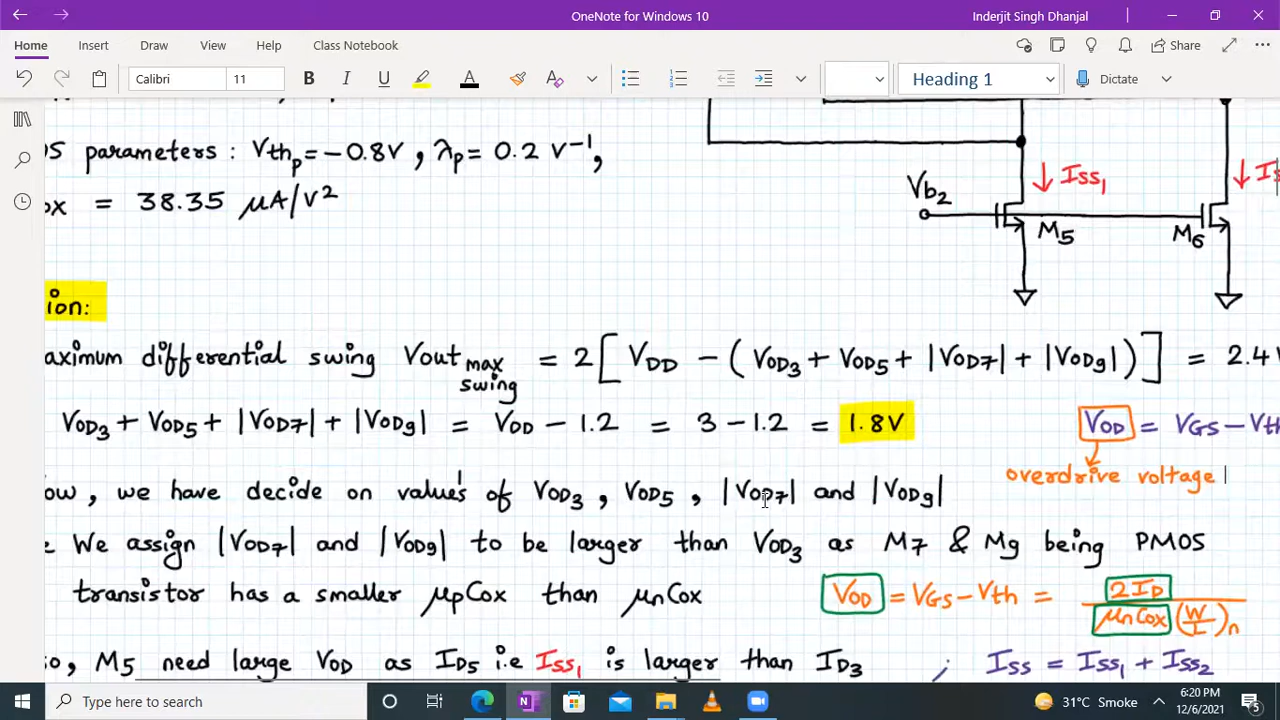 OneNote for Windows 10
Inderjit Singh Dhanjal
Home Insert Draw View Help Class Notebook
Share
Calibri 11 B I U A Heading 1 Dictate
OS parameters : Vthp = -0.8V , λp = 0.2 V⁻¹,
ox = 38.35 μA/V²
Vb2
↓ ISS1
↓ IS
M5
M6
ion:
aximum differential swing Vout max swing = 2[VDD - (VOD3 + VOD5 + |VOD7| + |VOD9|)] = 2.4V
VOD3 + VOD5 + |VOD7| + |VOD9| = VDD - 1.2 = 3 - 1.2 = 1.8V
VOD = VGS - Vth
overdrive voltage
ow, we have decide on value's of VOD3 , VOD5 , |VOD7| and |VOD9|
We assign |VOD7| and |VOD9| to be larger than VOD3 as M7 & M9 being PMOS
transistor has a smaller μpCox than μnCox
VOD = VGS - Vth = 2ID / μnCox (W/L)n
so, M5 need large VOD as ID5 i.e ISS1 is larger than ID3 ; ISS = ISS1 + ISS2
Type here to search
31°C Smoke
6:20 PM
12/6/2021
5